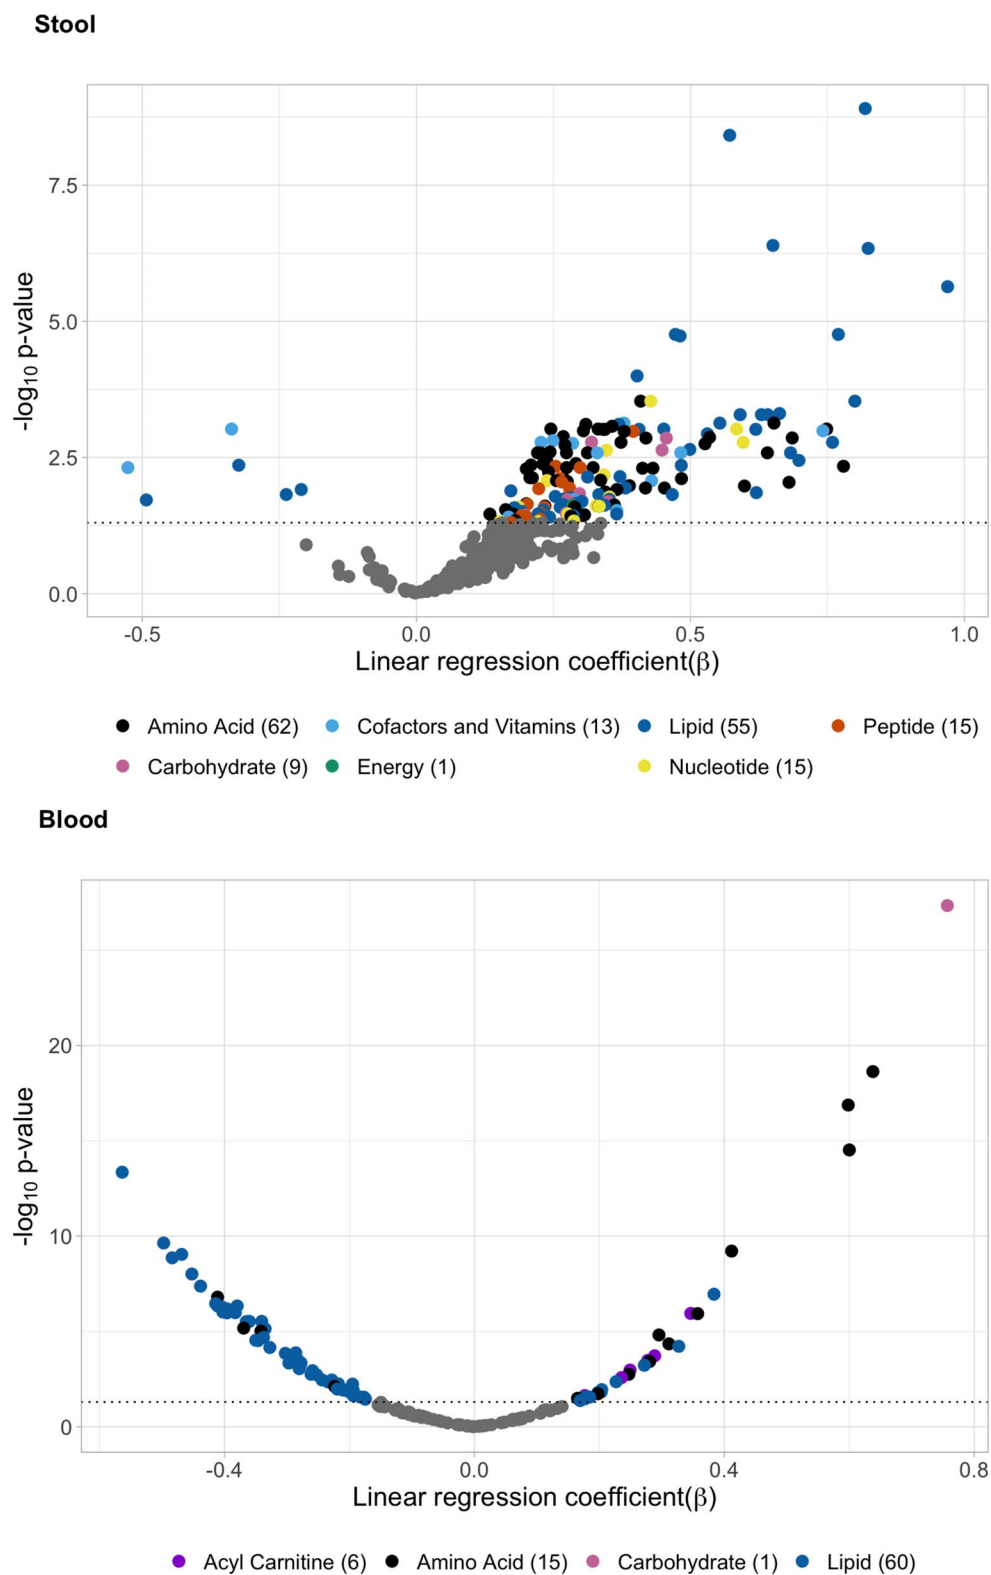 Stool
-log10 p-value
7.5
5.0
2.5
0.0
-0.5 0.0 0.5 1.0
Linear regression coefficient(β)
Amino Acid (62) Cofactors and Vitamins (13) Lipid (55) Peptide (15)
Carbohydrate (9) Energy (1) Nucleotide (15)
Blood
-log10 p-value
20
10
0
-0.4 0.0 0.4 0.8
Linear regression coefficient(β)
Acyl Carnitine (6) Amino Acid (15) Carbohydrate (1) Lipid (60)